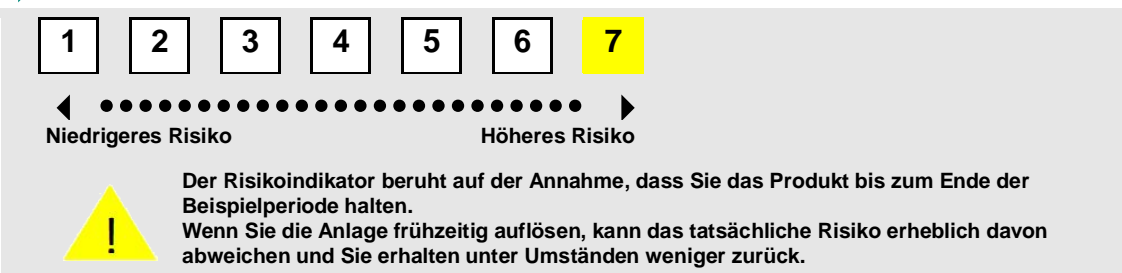 1 2 3 4 5 6 7
Niedrigeres Risiko Höheres Risiko
Der Risikoindikator beruht auf der Annahme, dass Sie das Produkt bis zum Ende der
Beispielperiode halten.
! Wenn Sie die Anlage frühzeitig auflösen, kann das tatsächliche Risiko erheblich davon
abweichen und Sie erhalten unter Umständen weniger zurück.